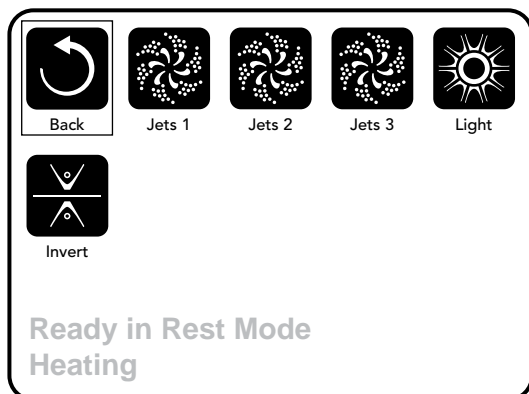 Back Jets 1 Jets 2 Jets 3 Light
Invert
Ready in Rest Mode
Heating